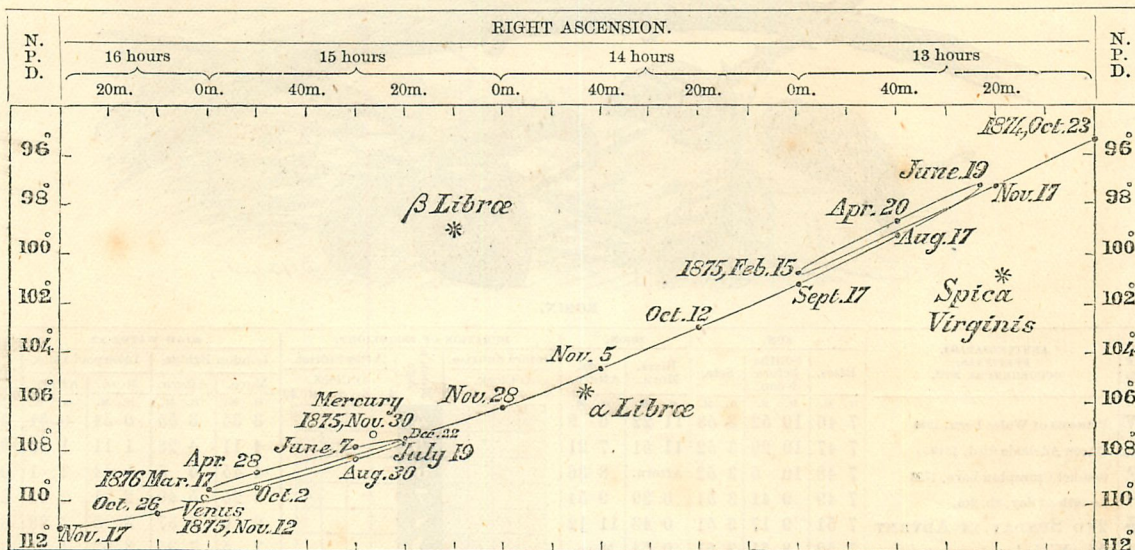 RIGHT ASCENSION.
N.
P.
D.
16 hours
15 hours
14 hours
13 hours
N.
P.
D.
20m.
0m.
40m.
20m.
0m.
40m.
20m.
0m.
40m.
20m.
1874, Oct. 23
96°
96°
June. 19
98°
β Libræ
Apr. 20
Nov. 17
98°
Aug. 17
100°
1875, Feb. 15
100°
102°
Sept. 17
Spica
Virginis
102°
Oct. 12
104°
Nov. 5
104°
106°
Mercury
1875, Nov. 30
Nov. 28
α Libræ
106°
108°
June. 7
Dec. 22
July 19
108°
Apr. 28
Aug. 30
110°
1876 Mar. 17
Oct. 2
110°
Oct. 26
Venus
1875, Nov. 12
112°
Nov. 17
112°